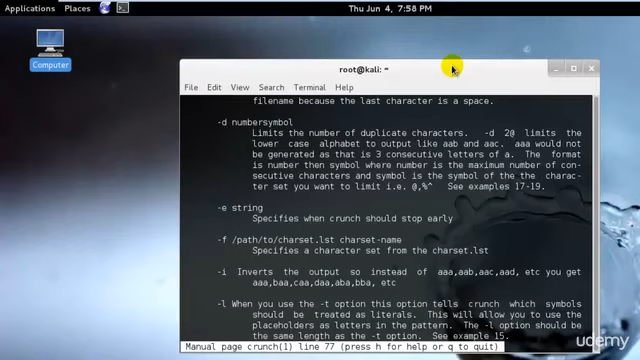 Applications Places Thu Jun 4, 7:58 PM
Computer
root@kali: ~
File Edit View Search Terminal Help
filename because the last character is a space.
-d numbersymbol
Limits the number of duplicate characters. -d 2@ limits the
lower case alphabet to output like aab and aac. aaa would not
be generated as that is 3 consecutive letters of a. The format
is number then symbol where number is the maximum number of con-
secutive characters and symbol is the symbol of the the charac-
ter set you want to limit i.e. @,%^ See examples 17-19.
-e string
Specifies when crunch should stop early
-f /path/to/charset.lst charset-name
Specifies a character set from the charset.lst
-i Inverts the output so instead of aaa,aab,aac,aad, etc you get
aaa,baa,caa,daa,aba,bba, etc
-l When you use the -t option this option tells crunch which symbols
should be treated as literals. This will allow you to use the
placeholders as letters in the pattern. The -l option should be
the same length as the -t option. See example 15.
Manual page crunch(1) line 77 (press h for help or q to quit)
udemy